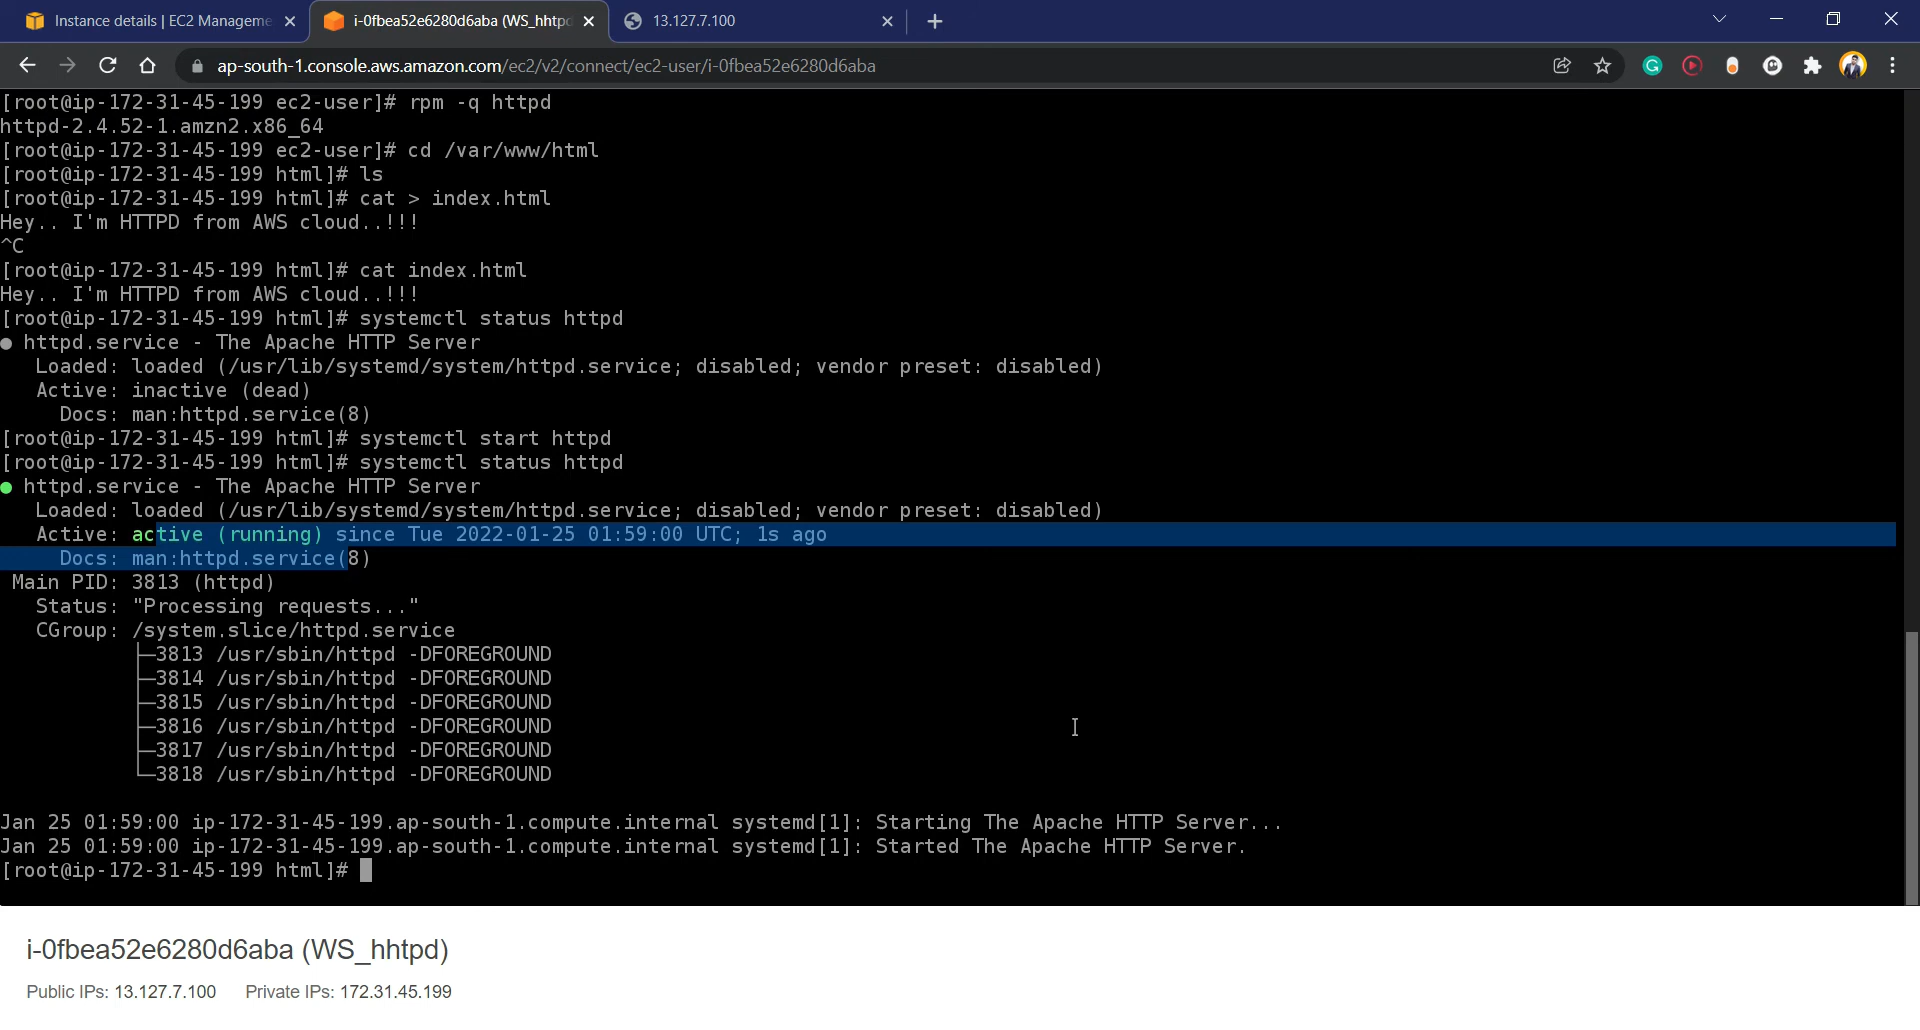 Instance details | EC2 Manageme
i-0fbea52e6280d6aba (WS_hhtpd
13.127.7.100
ap-south-1.console.aws.amazon.com/ec2/v2/connect/ec2-user/i-0fbea52e6280d6aba
[root@ip-172-31-45-199 ec2-user]# rpm -q httpd
httpd-2.4.52-1.amzn2.x86_64
[root@ip-172-31-45-199 ec2-user]# cd /var/www/html
[root@ip-172-31-45-199 html]# ls
[root@ip-172-31-45-199 html]# cat > index.html
Hey.. I'm HTTPD from AWS cloud..!!!
^C
[root@ip-172-31-45-199 html]# cat index.html
Hey.. I'm HTTPD from AWS cloud..!!!
[root@ip-172-31-45-199 html]# systemctl status httpd
● httpd.service - The Apache HTTP Server
Loaded: loaded (/usr/lib/systemd/system/httpd.service; disabled; vendor preset: disabled)
Active: inactive (dead)
Docs: man:httpd.service(8)
[root@ip-172-31-45-199 html]# systemctl start httpd
[root@ip-172-31-45-199 html]# systemctl status httpd
● httpd.service - The Apache HTTP Server
Loaded: loaded (/usr/lib/systemd/system/httpd.service; disabled; vendor preset: disabled)
Active: active (running) since Tue 2022-01-25 01:59:00 UTC; 1s ago
Docs: man:httpd.service(8)
Main PID: 3813 (httpd)
Status: "Processing requests..."
CGroup: /system.slice/httpd.service
├─3813 /usr/sbin/httpd -DFOREGROUND
├─3814 /usr/sbin/httpd -DFOREGROUND
├─3815 /usr/sbin/httpd -DFOREGROUND
├─3816 /usr/sbin/httpd -DFOREGROUND
├─3817 /usr/sbin/httpd -DFOREGROUND
└─3818 /usr/sbin/httpd -DFOREGROUND
Jan 25 01:59:00 ip-172-31-45-199.ap-south-1.compute.internal systemd[1]: Starting The Apache HTTP Server...
Jan 25 01:59:00 ip-172-31-45-199.ap-south-1.compute.internal systemd[1]: Started The Apache HTTP Server.
[root@ip-172-31-45-199 html]#
i-0fbea52e6280d6aba (WS_hhtpd)
Public IPs: 13.127.7.100 Private IPs: 172.31.45.199